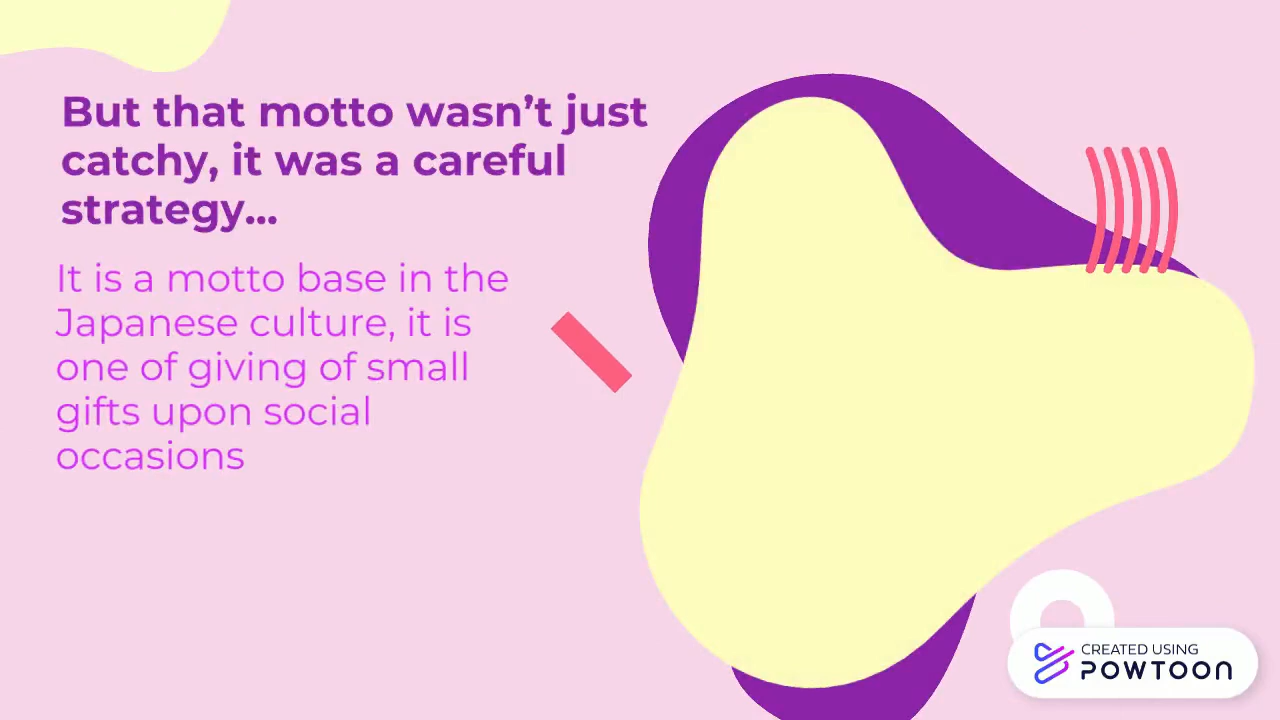 But that motto wasn’t just
catchy, it was a careful
strategy...
It is a motto base in the
Japanese culture, it is
one of giving of small
gifts upon social
occasions
CREATED USING
POWTOON